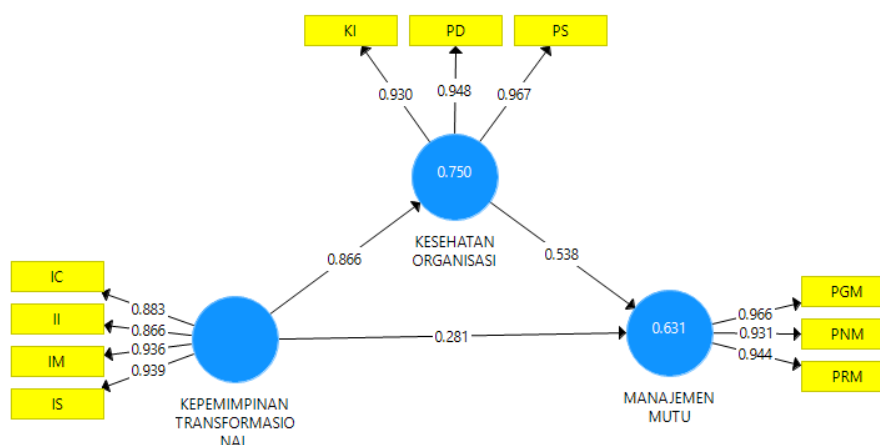 KI
PD
PS
0.930
0.948
0.967
0.750
KESEHATAN
ORGANISASI
0.866
0.538
IC
II
IM
IS
0.883
0.866
0.936
0.939
KEPEMIMPINAN
TRANSFORMASIO
NAL
0.281
0.631
MANAJEMEN
MUTU
0.966
0.931
0.944
PGM
PNM
PRM